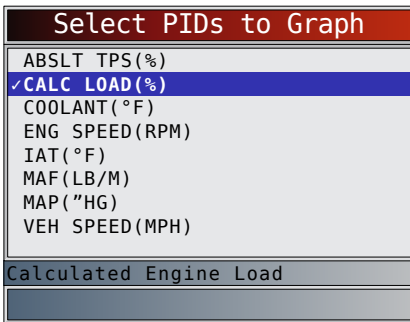 Select PIDs to Graph
ABSLT TPS(%)
✓CALC LOAD(%)
COOLANT(°F)
ENG SPEED(RPM)
IAT(°F)
MAF(LB/M)
MAP(”HG)
VEH SPEED(MPH)
Calculated Engine Load